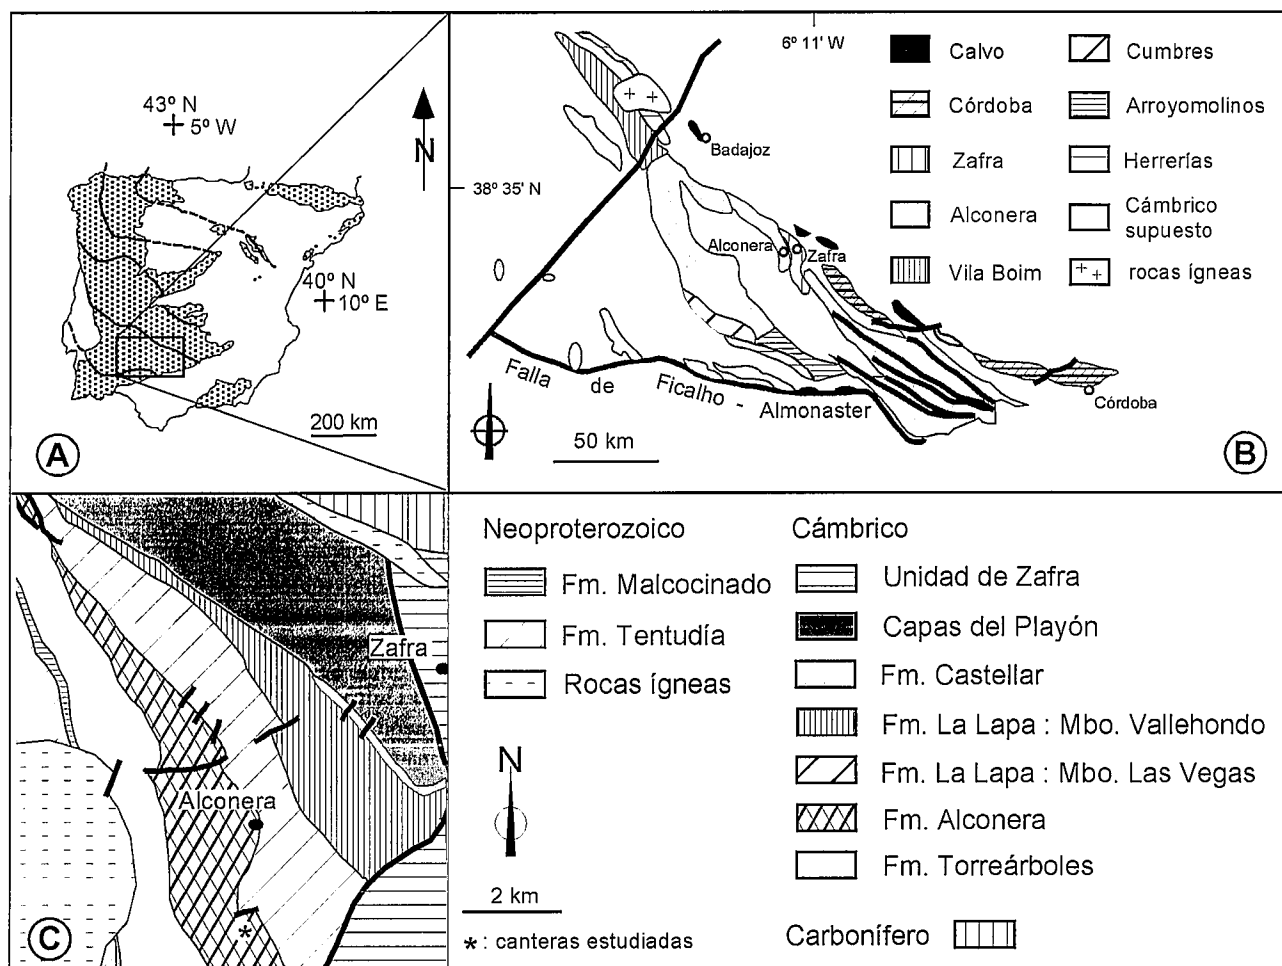 43º N
5º W
N
40º N
10º E
200 km
A
6º 11' W
38º 35' N
Badajoz
Alconera
Zafra
Córdoba
Falla de Ficalho - Almonaster
50 km
B
Calvo
Córdoba
Zafra
Alconera
Vila Boim
Cumbres
Arroyomolinos
Herrerías
Cámbrico
supuesto
rocas ígneas
Zafra
Alconera
*
C
Neoproterozoico
Fm. Malcocinado
Fm. Tentudía
Rocas ígneas
N
2 km
* : canteras estudiadas
Cámbrico
Unidad de Zafra
Capas del Playón
Fm. Castellar
Fm. La Lapa : Mbo. Vallehondo
Fm. La Lapa : Mbo. Las Vegas
Fm. Alconera
Fm. Torreárboles
Carbonífero